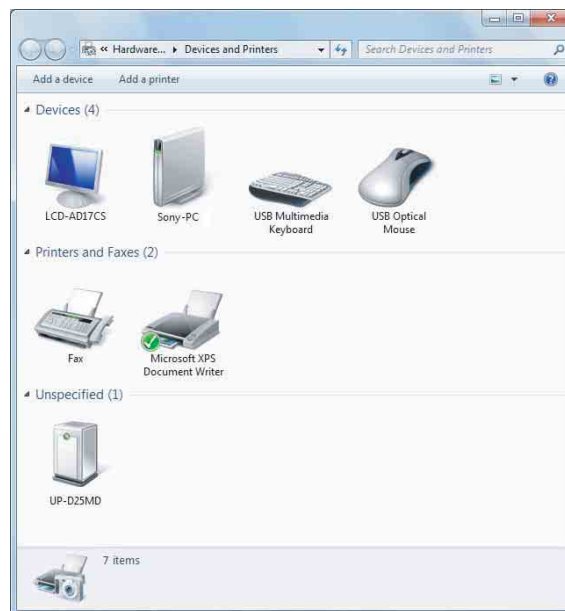 « Hardware... ▸ Devices and Printers
Search Devices and Printers
Add a device Add a printer
Devices (4)
LCD-AD17CS Sony-PC USB Multimedia Keyboard USB Optical Mouse
Printers and Faxes (2)
Fax Microsoft XPS Document Writer
Unspecified (1)
UP-D25MD
7 items